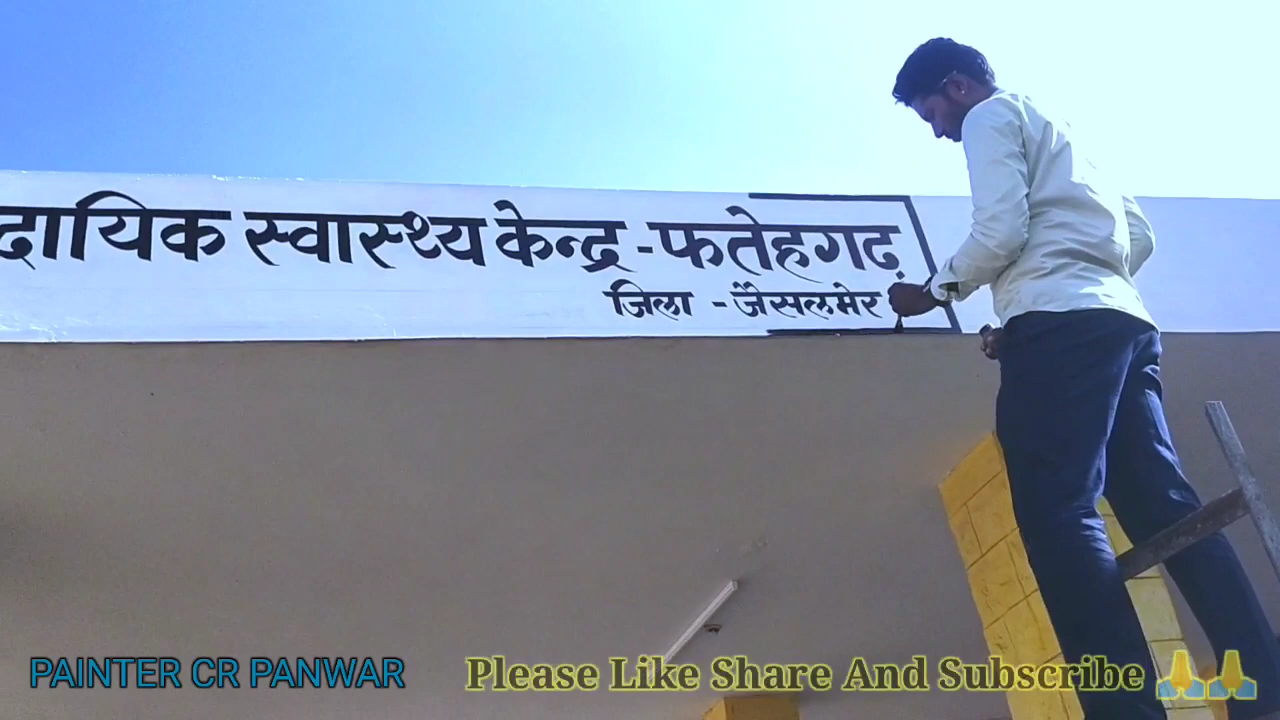 दायिक स्वास्थ्य केन्द्र - फतेहगढ़
जिला - जैसलमेर
PAINTER CR PANWAR
Please Like Share And Subscribe 🙏🙏